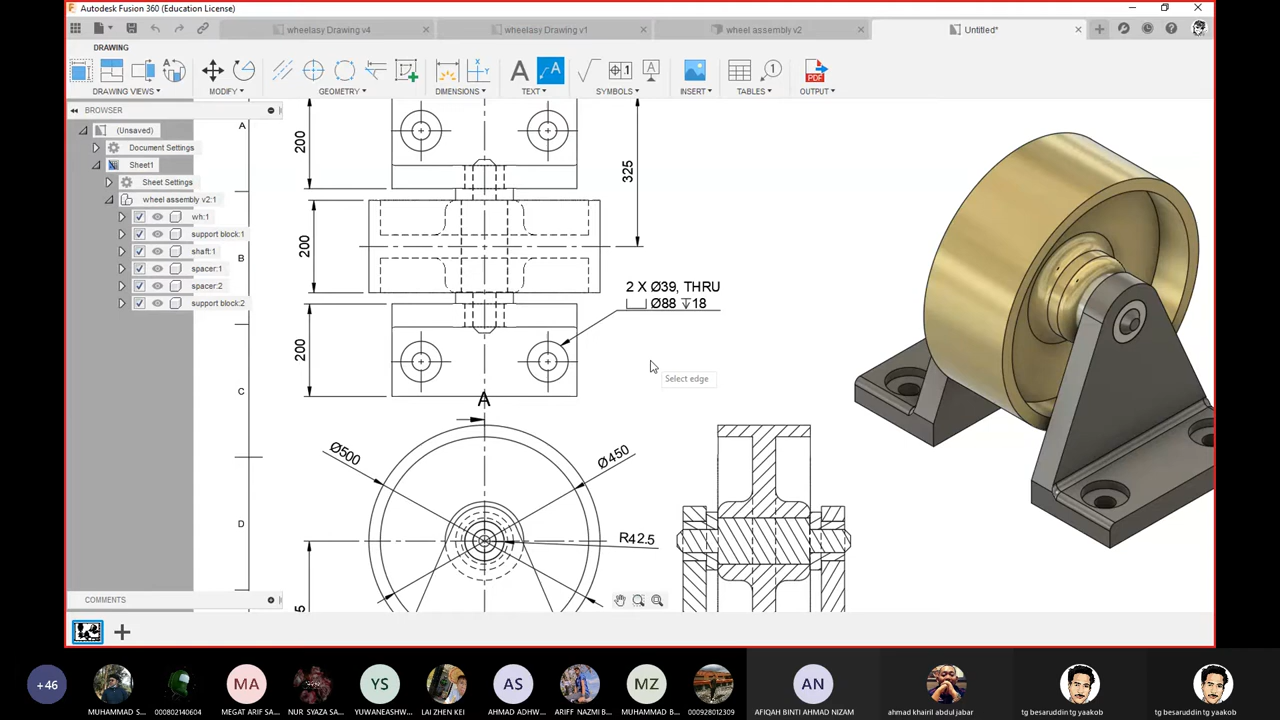 Autodesk Fusion 360 (Education License)
wheelasy Drawing v4
wheelasy Drawing v1
wheel assembly v2
Untitled*
DRAWING
DRAWING VIEWS
MODIFY
GEOMETRY
DIMENSIONS
TEXT
SYMBOLS
INSERT
TABLES
OUTPUT
BROWSER
(Unsaved)
Document Settings
Sheet1
Sheet Settings
wheel assembly v2:1
wh:1
support block:1
shaft:1
spacer:1
spacer:2
support block:2
A
B
C
D
200
325
200
2 X Ø39, THRU
⌴ Ø88 ↧18
200
Select edge
A
Ø500
Ø450
R42.5
5
COMMENTS
+46
MA
YS
AS
MZ
AN
MUHAMMAD S...
000802140604
MEGAT ARIF SA...
NUR SYAZA SA...
YUWANEASHW...
LAI ZHEN KEI
AHMAD ADHW...
ARIFF NAZMI B...
MUHAMMAD B...
000928012309
AFIQAH BINTI AHMAD NIZAM
ahmad khairil abdul jabar
tg besaruddin tg yaakob
tg besaruddin tg yaakob